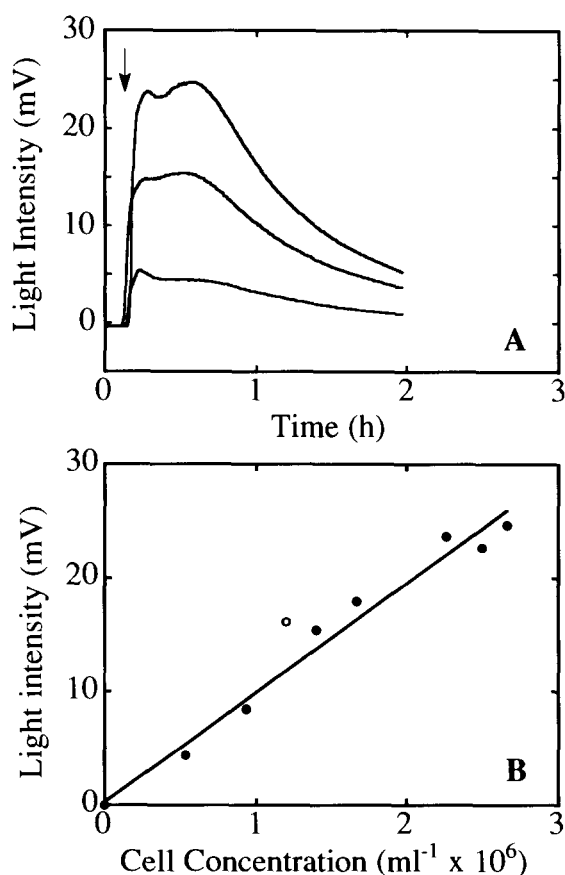 30
20
10
0
Light Intensity (mV)
A
0 1 2 3
Time (h)
30
20
10
0
Light intensity (mV)
B
0 1 2 3
Cell Concentration (ml⁻¹ x 10⁶)